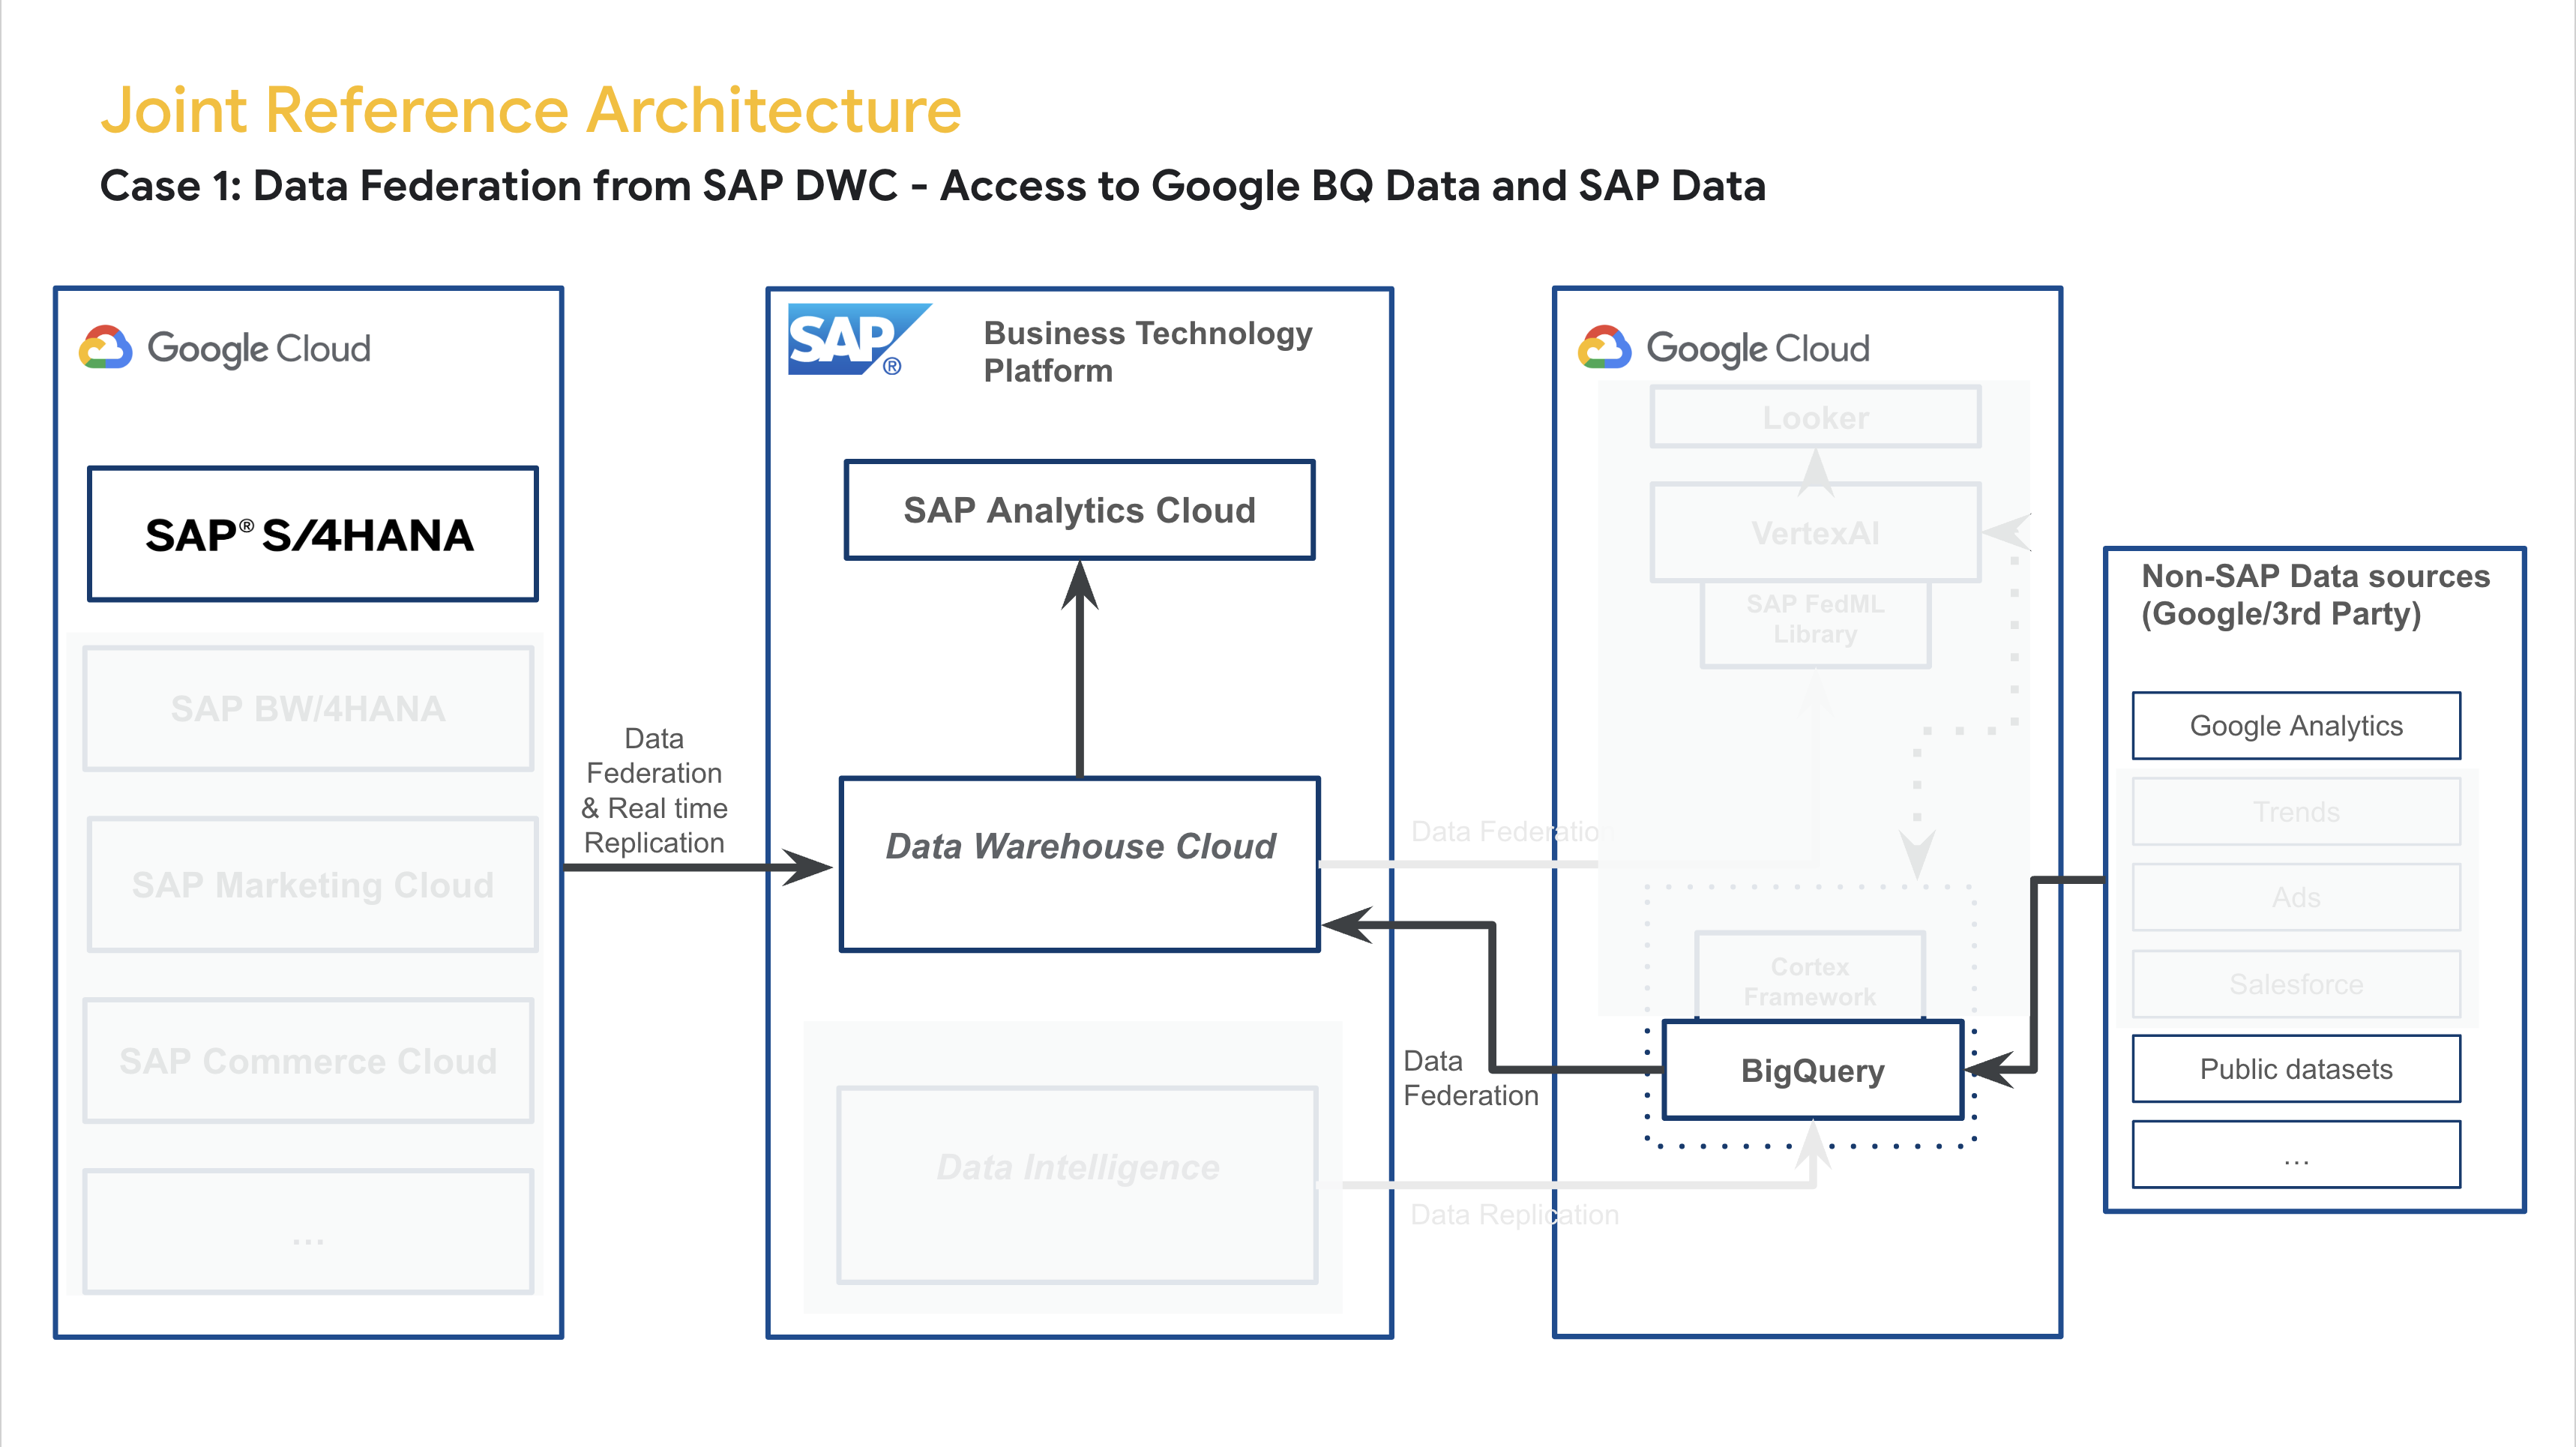 Joint Reference Architecture
Case 1: Data Federation from SAP DWC - Access to Google BQ Data and SAP Data
Google Cloud
SAP® S/4HANA
SAP BW/4HANA
SAP Marketing Cloud
SAP Commerce Cloud
...
Data
Federation
& Real time
Replication
SAP®
Business Technology
Platform
SAP Analytics Cloud
Data Warehouse Cloud
Data Intelligence
Data Federation
Data
Federation
Data Replication
Google Cloud
Looker
VertexAI
SAP FedML
Library
Cortex
Framework
BigQuery
Non-SAP Data sources
(Google/3rd Party)
Google Analytics
Trends
Ads
Salesforce
Public datasets
...